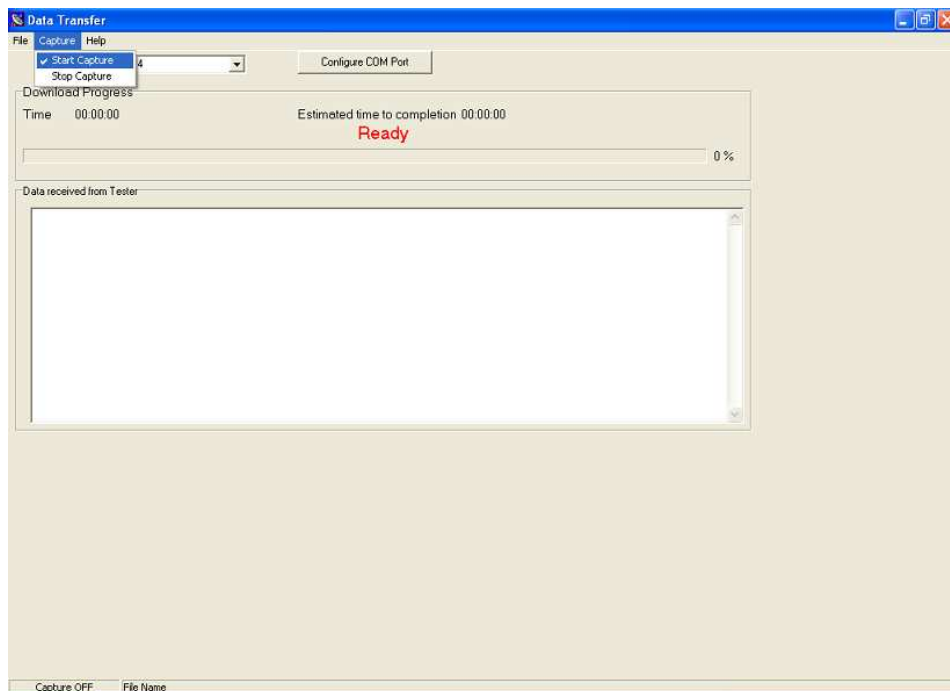 Data Transfer
File Capture Help
Start Capture
4
Configure COM Port
Stop Capture
Download Progress
Time 00:00:00
Estimated time to completion 00:00:00
Ready
0 %
Data received from Tester
Capture OFF
File Name